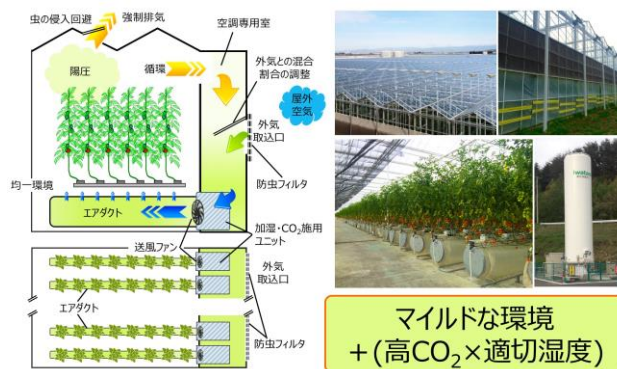 虫の侵入回避
強制排気
空調専用室
陽圧
循環
外気との混合
割合の調整
屋外
空気
外気
取込口
均一環境
防虫フィルタ
エアダクト
加湿・CO₂施用
ユニット
送風ファン
外気
取込口
エアダクト
防虫フィルタ
マイルドな環境
＋(高CO₂×適切湿度)